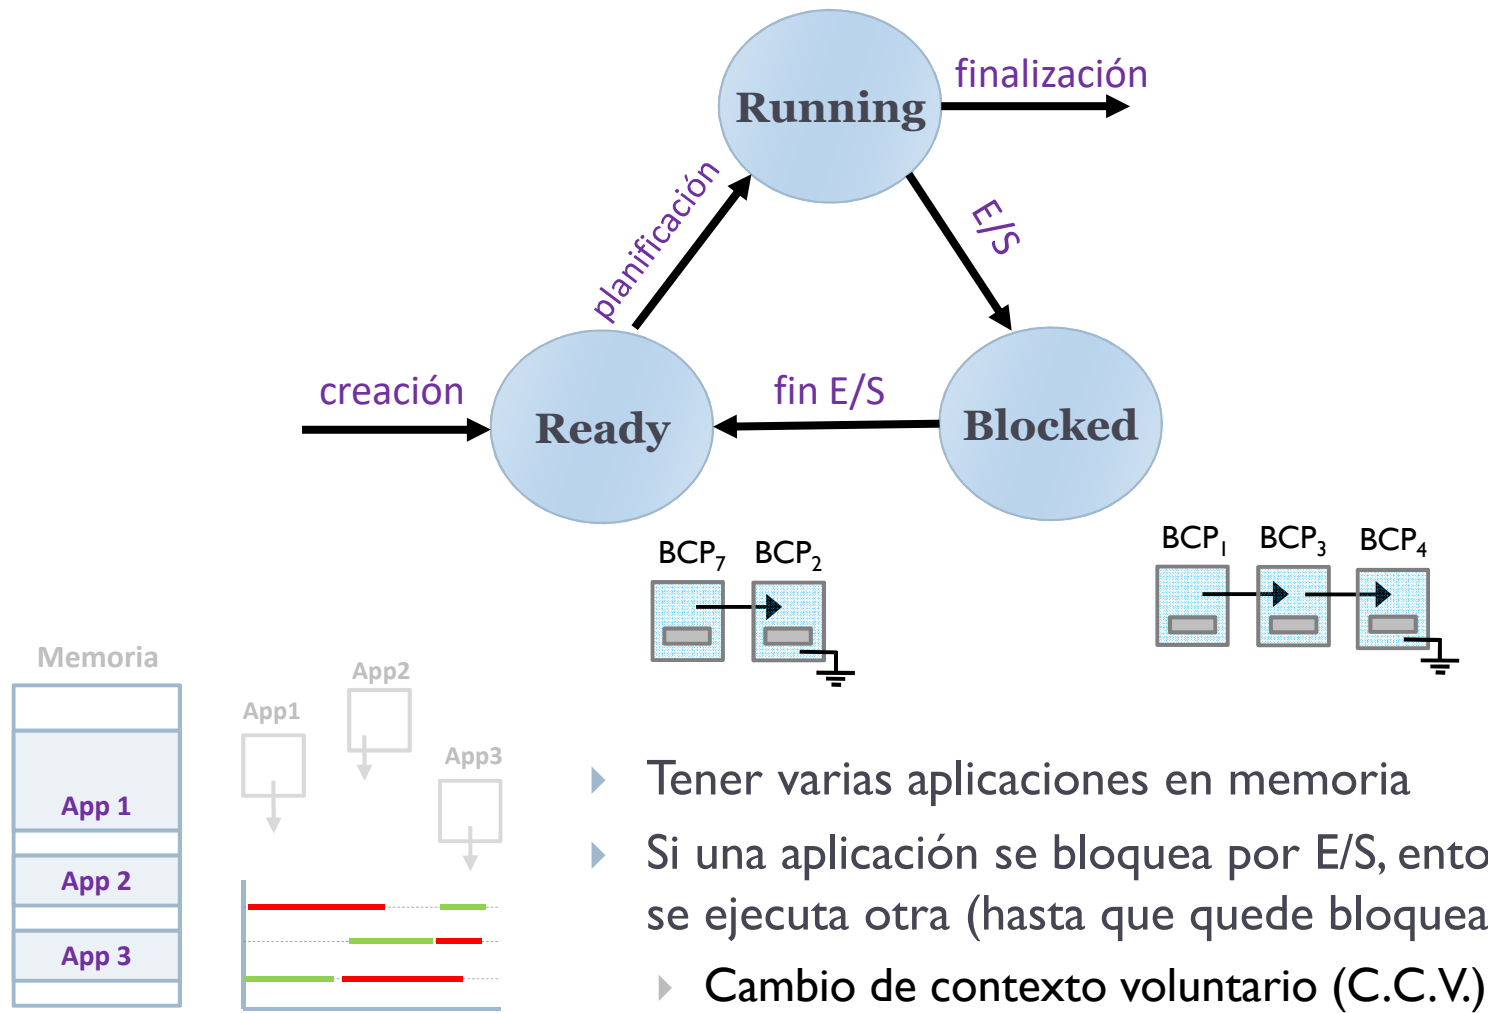 finalización
Running
planificación
E/S
creación
fin E/S
Ready
Blocked
BCP7 BCP2
BCP1 BCP3 BCP4
Memoria
App 1
App 2
App 3
App1
App2
App3
Tener varias aplicaciones en memoria
Si una aplicación se bloquea por E/S, ento
se ejecuta otra (hasta que quede bloquea
Cambio de contexto voluntario (C.C.V.)